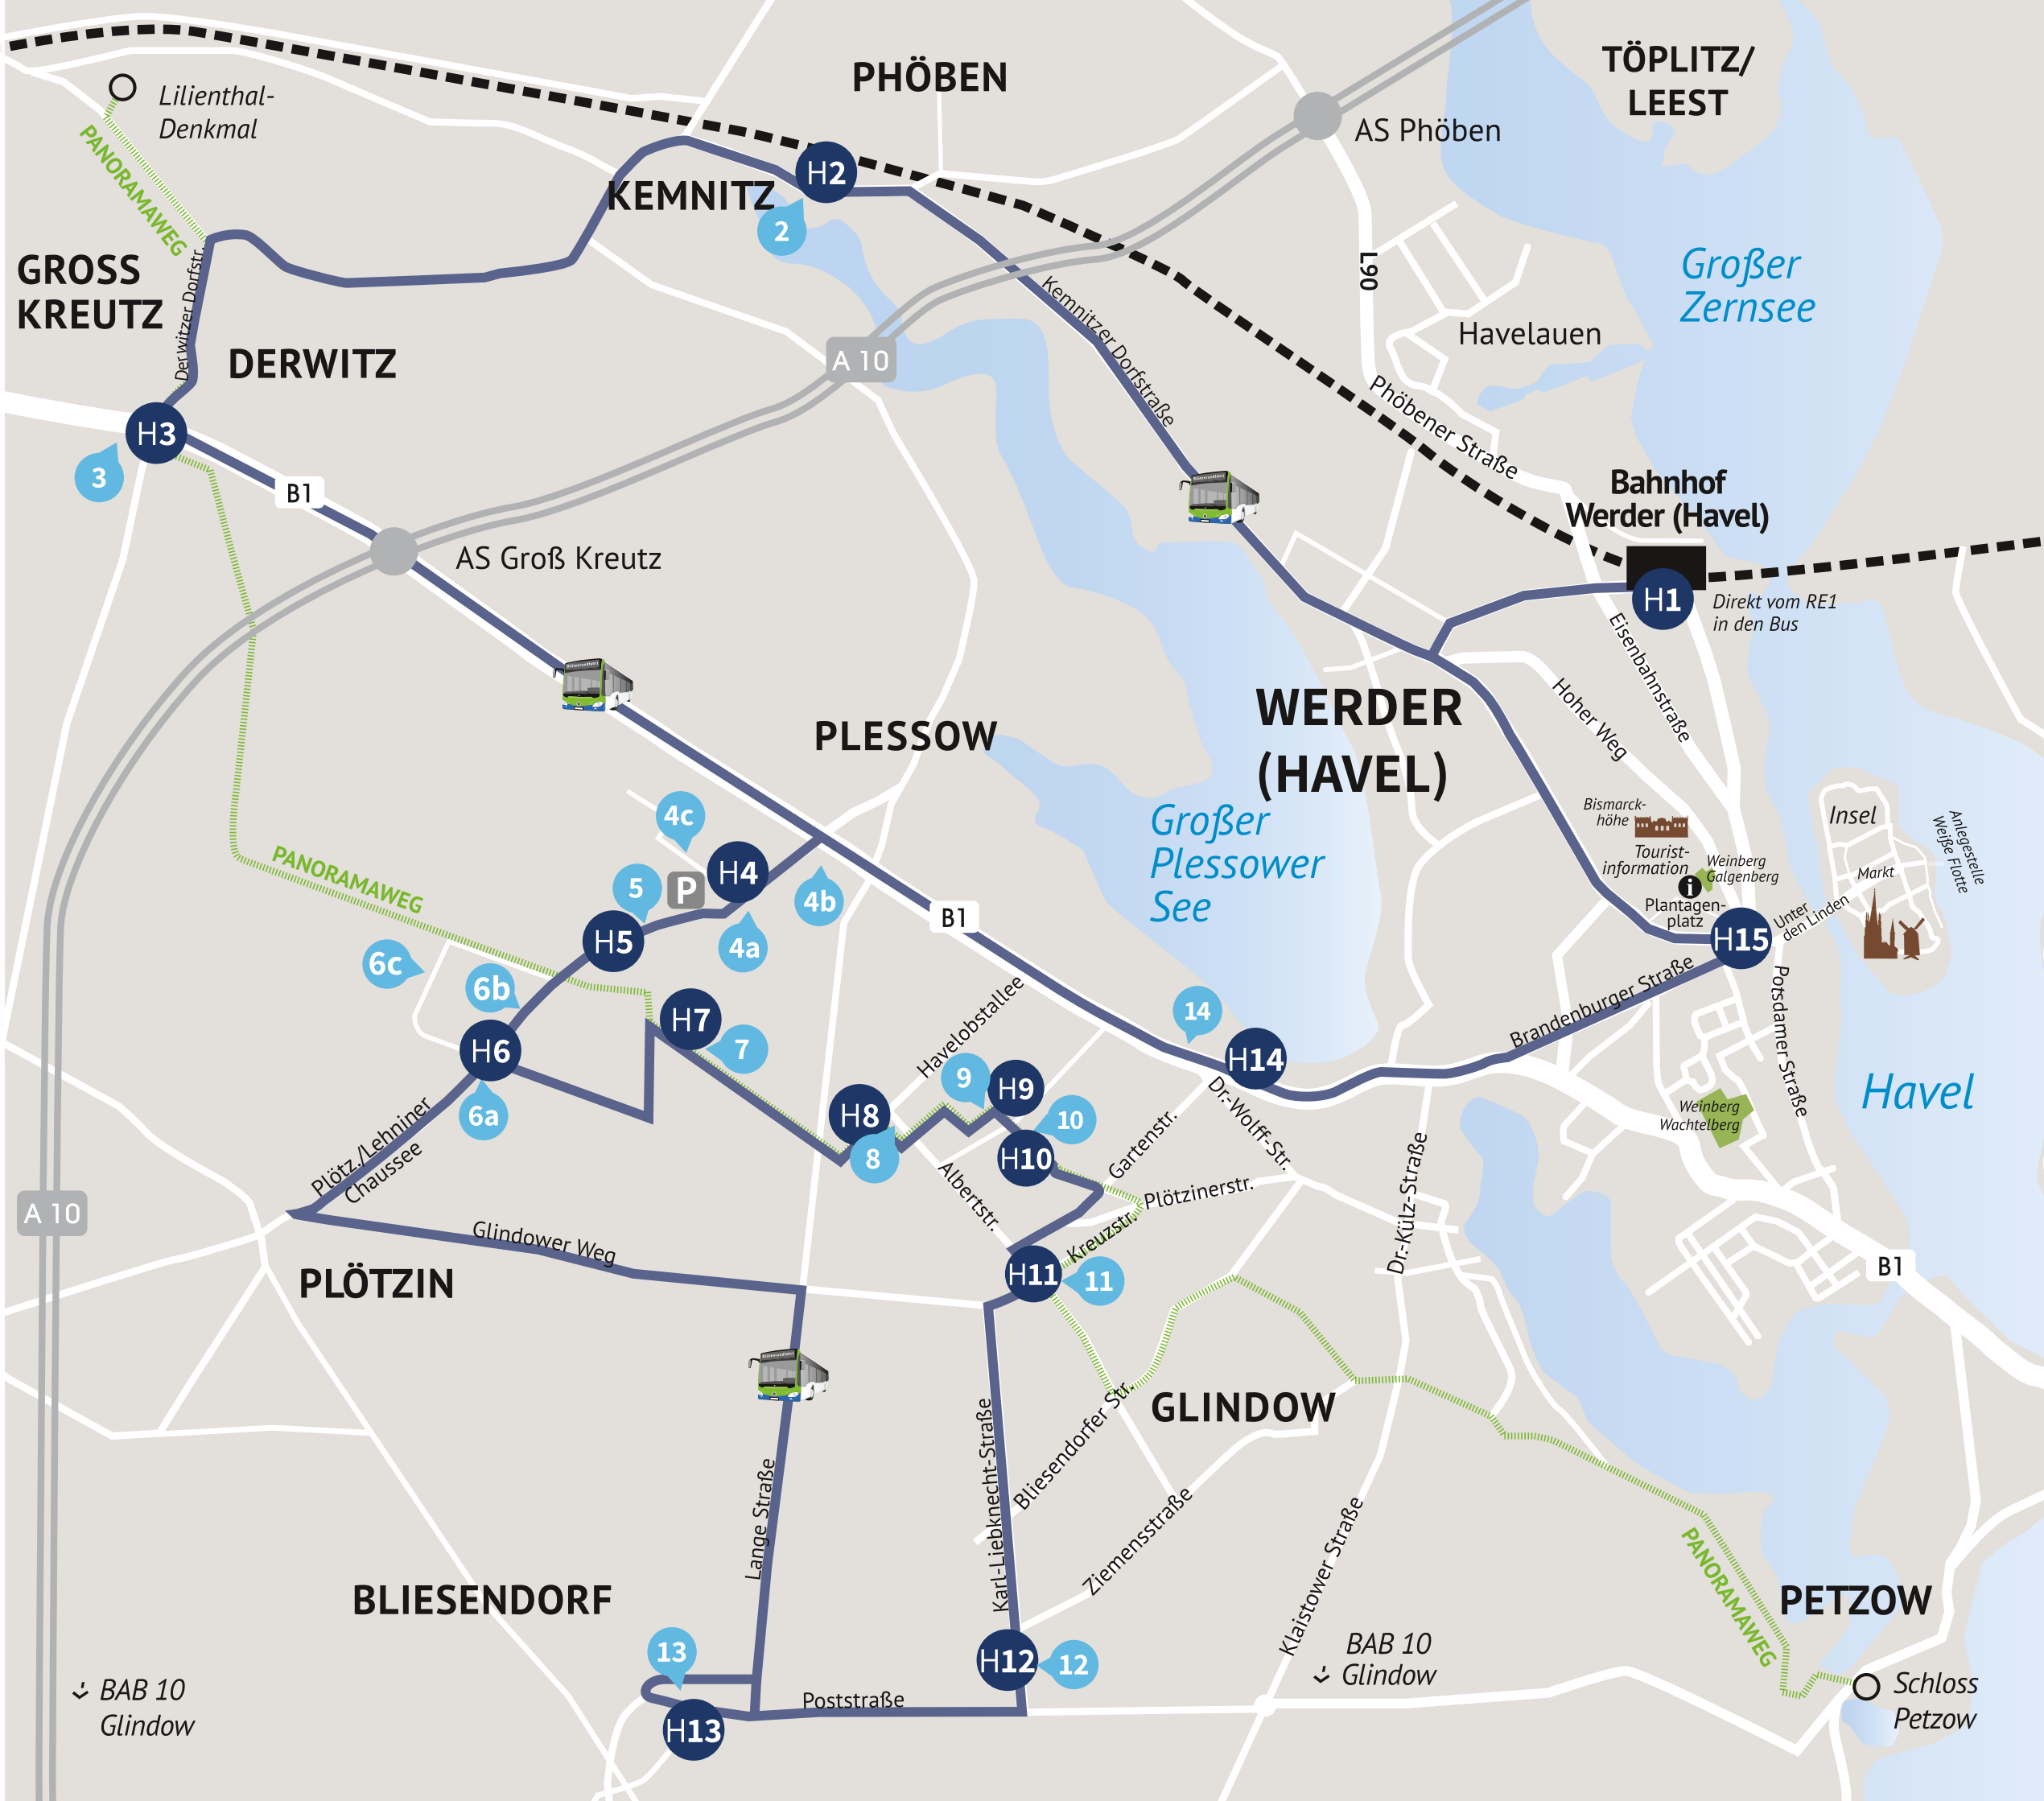 PHÖBEN
TÖPLITZ/
LEEST
Lilienthal-
Denkmal
AS Phöben
PANORAMAWEG
H2
KEMNITZ
2
GROSS
KREUTZ
Derwitzer Dorfstr.
L90
Großer
Zernsee
Kemnitzer Dorfstraße
Havelauen
DERWITZ
A 10
Phöbener Straße
H3
3
B1
Bahnhof
Werder (Havel)
AS Groß Kreutz
H1
Direkt vom RE1
in den Bus
Eisenbahnstraße
Hoher Weg
WERDER
(HAVEL)
PLESSOW
4c
Großer
Plessower
See
Bismarck-
höhe
Insel
Anlegestelle
Weiße Flotte
Tourist-
information
Weinberg
Galgenberg
Markt
i
Plantagen-
platz
Unter
den Linden
PANORAMAWEG
H4
P
5
4b
4a
B1
H5
H15
6c
6b
Havelobstallee
Brandenburger Straße
Potsdamer Straße
14
H14
H7
7
H6
6a
9
H9
H8
8
10
H10
Dr.-Wolff-Str.
Gartenstr.
Havel
Weinberg
Wachtelberg
Plötz./Lehniner
Chaussee
Albertstr.
Plötzinerstr.
Dr.-Külz-Straße
A 10
Glindower Weg
Kreuzstr.
H11
11
B1
PLÖTZIN
GLINDOW
Bliesendorfer Str.
Karl-Liebknecht-Straße
Lange Straße
Ziemensstraße
Klaistower Straße
PANORAMAWEG
BLIESENDORF
PETZOW
13
H12
12
BAB 10
Glindow
BAB 10
Glindow
Poststraße
H13
Schloss
Petzow